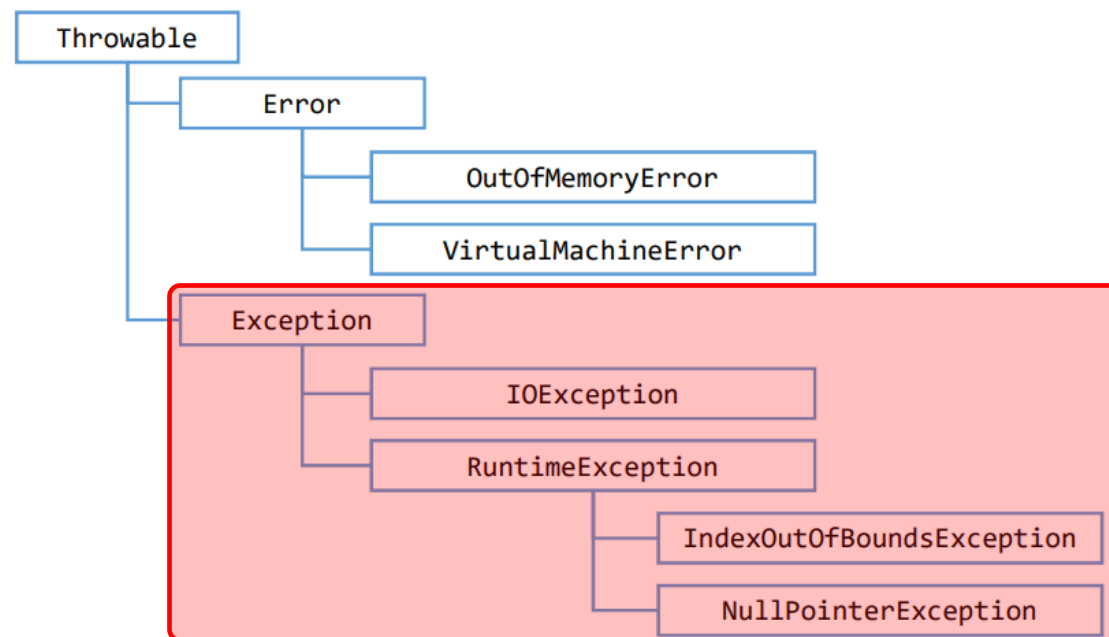 Throwable
Error
OutOfMemoryError
VirtualMachineError
Exception
IOException
RuntimeException
IndexOutOfBoundsException
NullPointerException